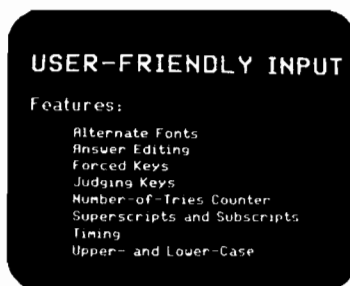 USER-FRIENDLY INPUT
Features:
Alternate Fonts
Answer Editing
Forced Keys
Judging Keys
Number-of-Tries Counter
Superscripts and Subscripts
Timing
Upper- and Lower-Case